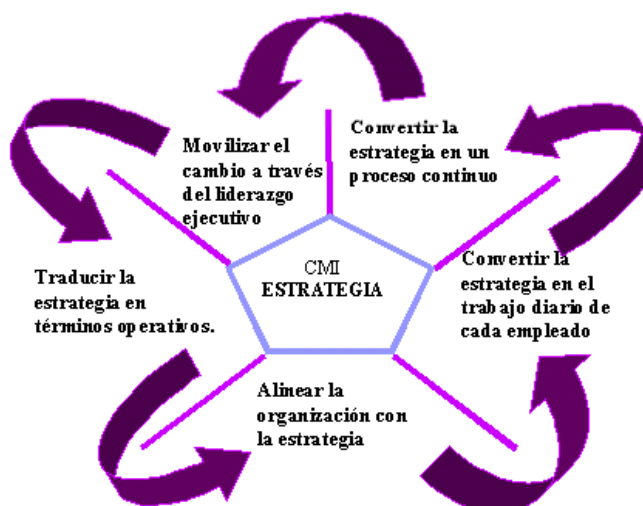 Movilizar el
cambio a través
del liderazgo
ejecutivo
Convertir la
estrategia en un
proceso continuo
Traducir la
estrategia en
términos operativos.
CMI
ESTRATEGIA
Convertir la
estrategia en el
trabajo diario de
cada empleado
Alinear la
organización con
la estrategia